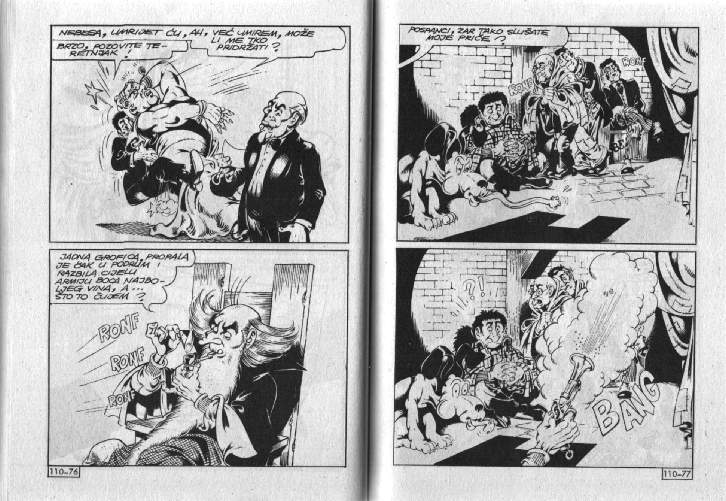 NEBESA, UMRIJET ĆU, AH, VEĆ UMIREM, MOŽE
LI ME TKO
PRIDRŽATI?
BRZO, POZOVITE TE-
RETNJAK!
JADNA GROFICA, PROPALA
JE ČAK U PODRUM I
RAZBILA CIJELU
ARMIJU BOCA NAJBO-
LJEG VINA, A...
ŠTO TO ČUJEM?
RONF
RONF
RONF
110-76
POSPANCI, ZAR TAKO SLUŠATE
MOJE PRIČE?
RONF
RONF
?!
BANG
110-77